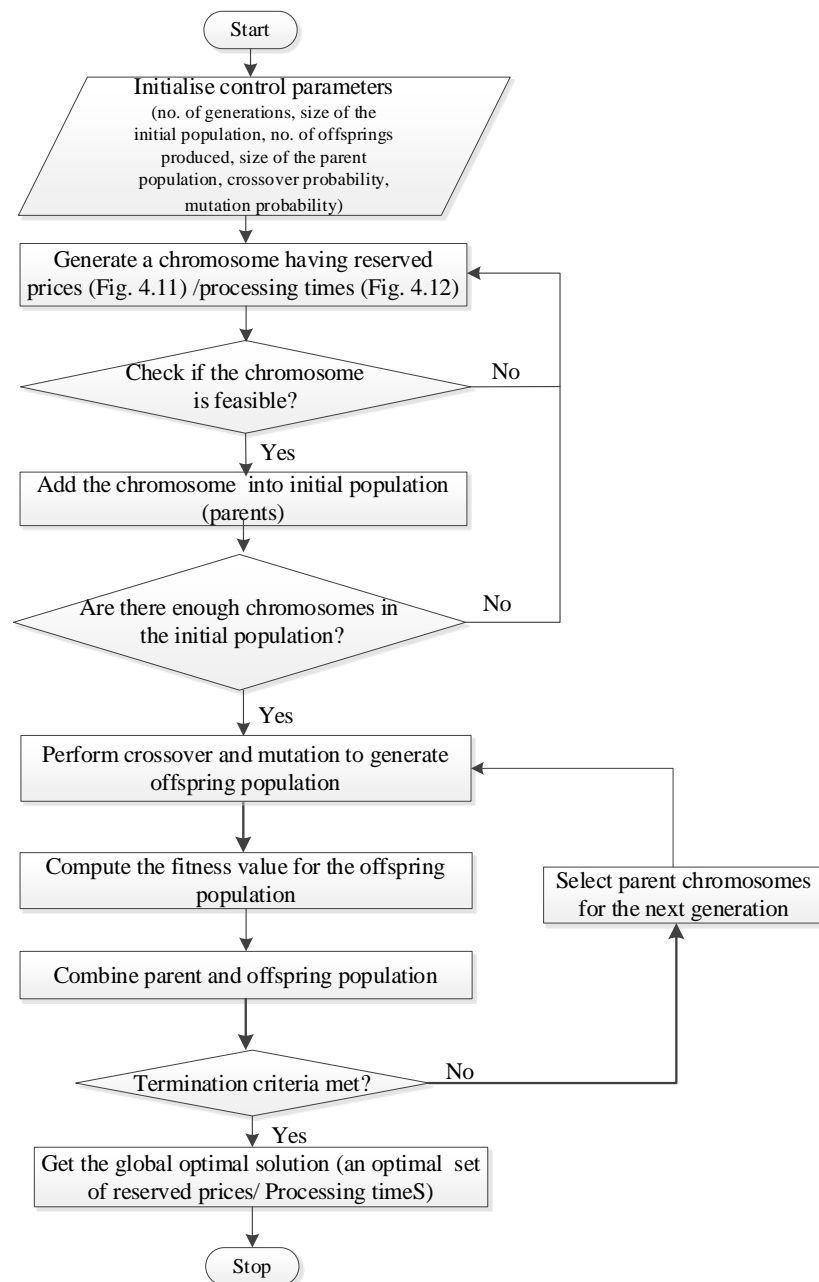 Start
Initialise control parameters
(no. of generations, size of the
initial population, no. of offsprings
produced, size of the parent
population, crossover probability,
mutation probability)
Generate a chromosome having reserved
prices (Fig. 4.11) /processing times (Fig. 4.12)
Check if the chromosome
is feasible?
No
Yes
Add the chromosome into initial population
(parents)
Are there enough chromosomes in
the initial population?
No
Yes
Perform crossover and mutation to generate
offspring population
Compute the fitness value for the offspring
population
Select parent chromosomes
for the next generation
Combine parent and offspring population
Termination criteria met?
No
Yes
Get the global optimal solution (an optimal set
of reserved prices/ Processing timeS)
Stop